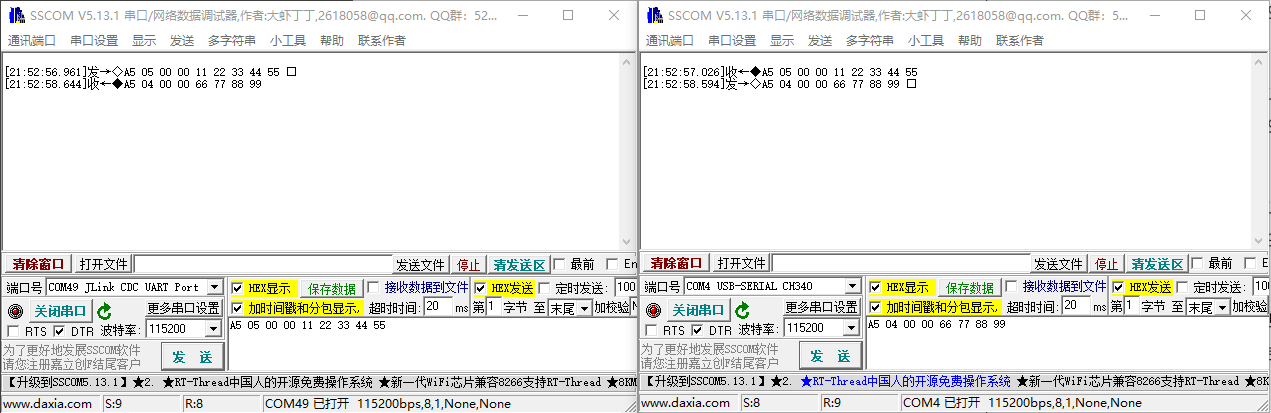 SSCOM V5.13.1 串口/网络数据调试器,作者:大虾丁丁,2618058@qq.com. QQ群: 52...
通讯端口 串口设置 显示 发送 多字符串 小工具 帮助 联系作者
[21:52:56.961]发→◇A5 05 00 00 11 22 33 44 55 □
[21:52:58.644]收←◆A5 04 00 00 66 77 88 99
清除窗口 打开文件 发送文件 停止 清发送区 最前 En
端口号 COM49 JLink CDC UART Port HEX显示 保存数据 接收数据到文件 HEX发送 定时发送: 100
关闭串口 更多串口设置 加时间戳和分包显示, 超时时间: 20 ms 第 1 字节 至 末尾 加校验 N
RTS DTR 波特率: 115200 A5 05 00 00 11 22 33 44 55
为了更好地发展SSCOM软件
请您注册嘉立创F结尾客户
发 送
【升级到SSCOM5.13.1】★2. ★RT-Thread中国人的开源免费操作系统 ★新一代WiFi芯片兼容8266支持RT-Thread ★8KM
www.daxia.com S:9 R:8 COM49 已打开 115200bps,8,1,None,None
SSCOM V5.13.1 串口/网络数据调试器,作者:大虾丁丁,2618058@qq.com. QQ群: 5...
通讯端口 串口设置 显示 发送 多字符串 小工具 帮助 联系作者
[21:52:57.026]收←◆A5 05 00 00 11 22 33 44 55
[21:52:58.594]发→◇A5 04 00 00 66 77 88 99 □
清除窗口 打开文件 发送文件 停止 清发送区 最前 E
端口号 COM4 USB-SERIAL CH340 HEX显示 保存数据 接收数据到文件 HEX发送 定时发送: 10
关闭串口 更多串口设置 加时间戳和分包显示, 超时时间: 20 ms 第 1 字节 至 末尾 加校验
RTS DTR 波特率: 115200 A5 04 00 00 66 77 88 99
为了更好地发展SSCOM软件
请您注册嘉立创F结尾客户
发 送
【升级到SSCOM5.13.1】★2. ★RT-Thread中国人的开源免费操作系统 ★新一代WiFi芯片兼容8266支持RT-Thread ★8K
www.daxia.com S:8 R:9 COM4 已打开 115200bps,8,1,None,None